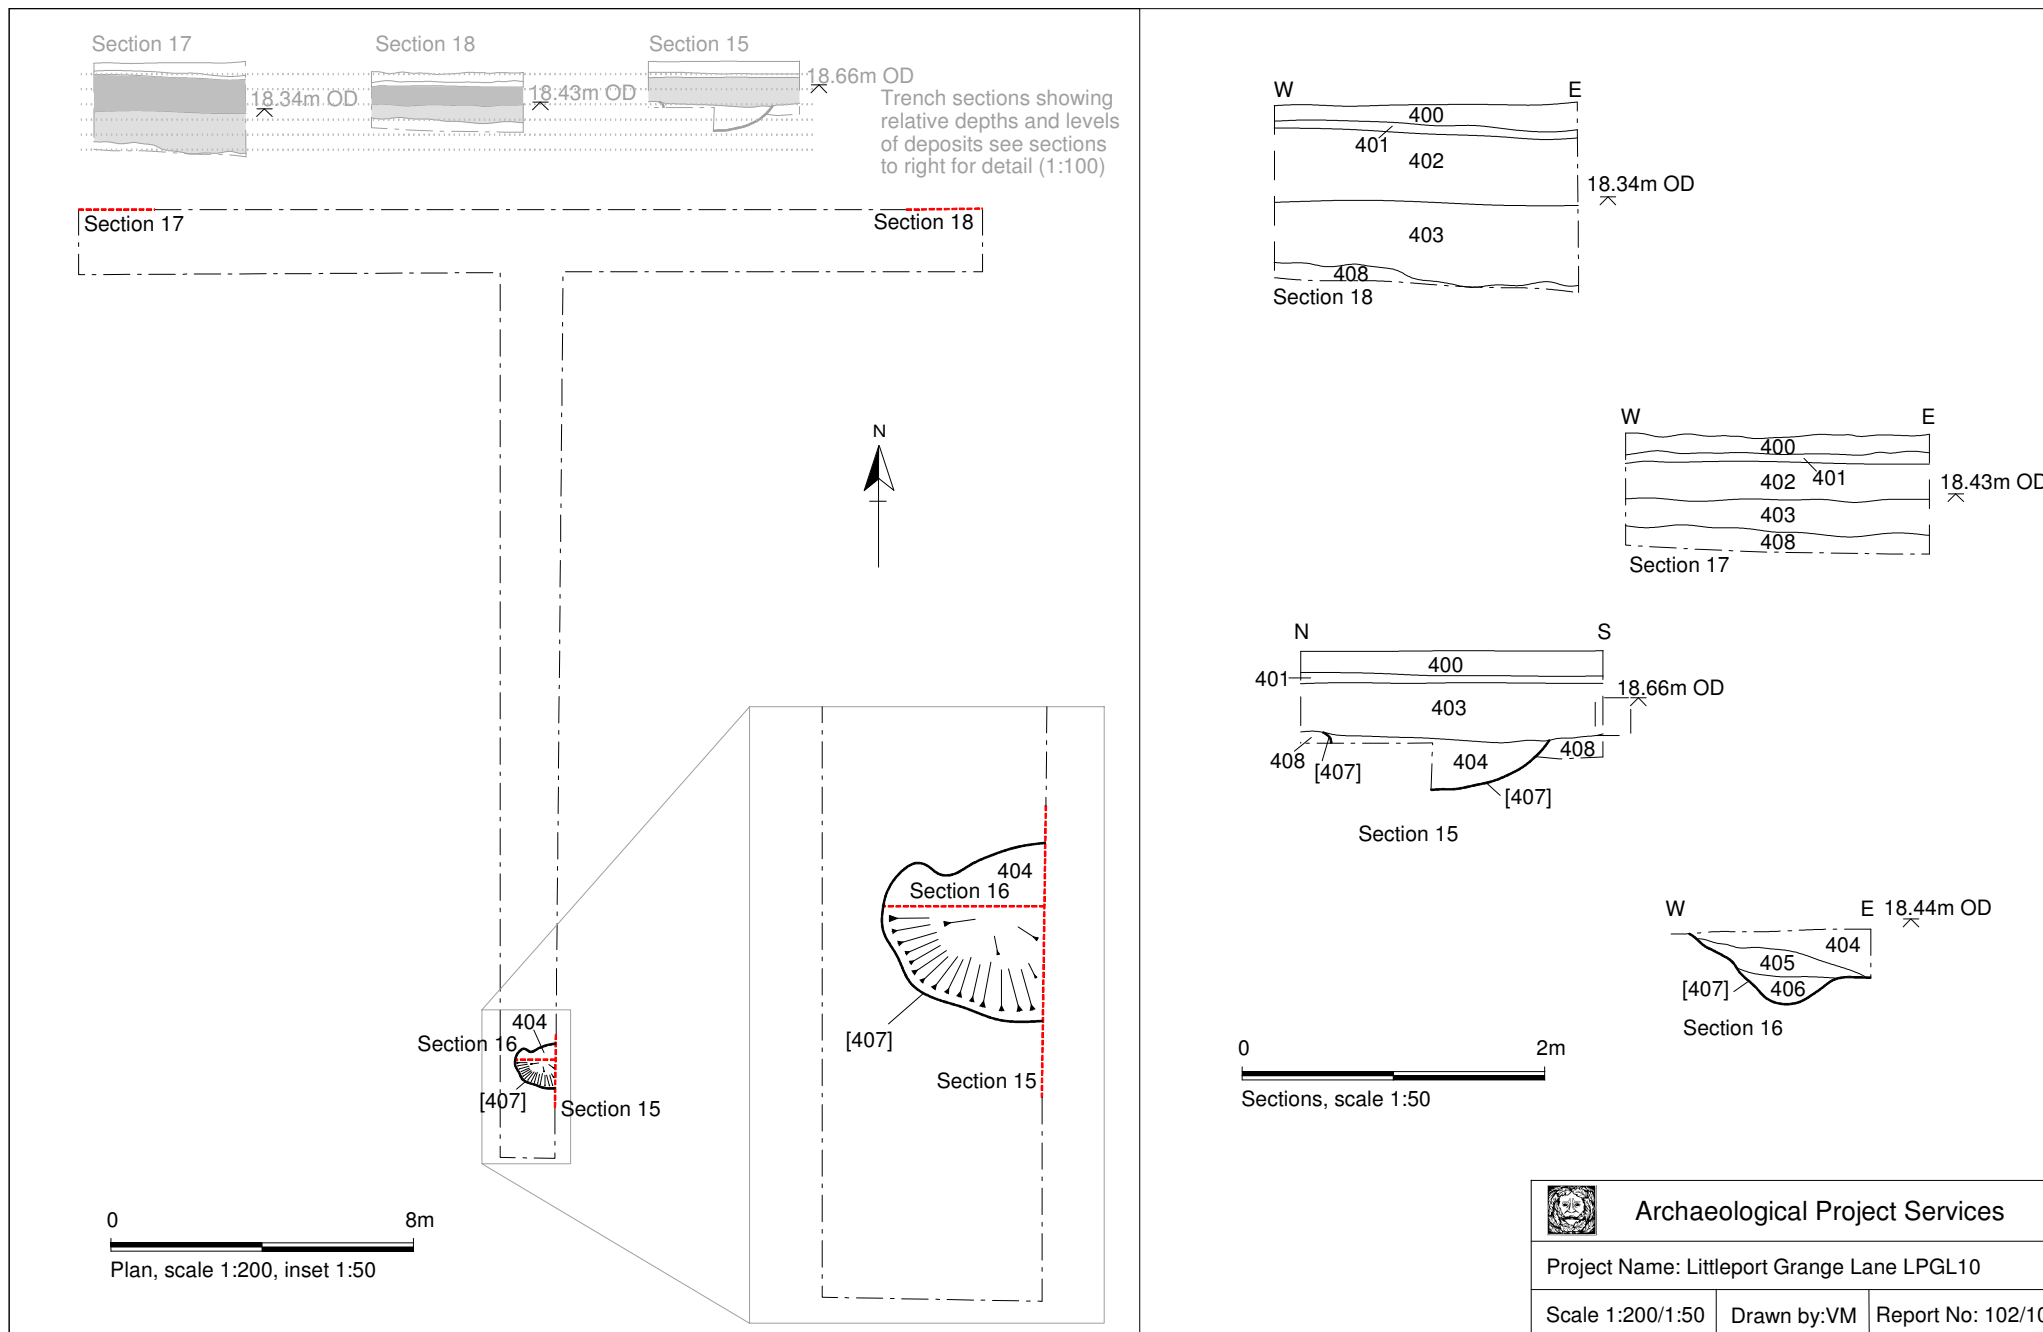 Section 17
Section 18
Section 15
18.34m OD
18.43m OD
18.66m OD
Trench sections showing
relative depths and levels
of deposits see sections
to right for detail (1:100)
Section 17
Section 18
N
404
Section 16
[407]
Section 15
404
Section 16
[407]
Section 15
0 8m
Plan, scale 1:200, inset 1:50
W E
400
401
402
18.34m OD
403
408
Section 18
W E
400
401
402
18.43m OD
403
408
Section 17
N S
400
401
18.66m OD
403
408
[407]
404
408
[407]
Section 15
W E 18.44m OD
404
405
[407]
406
Section 16
0 2m
Sections, scale 1:50
Archaeological Project Services
Project Name: Littleport Grange Lane LPGL10
Scale 1:200/1:50
Drawn by:VM
Report No: 102/10